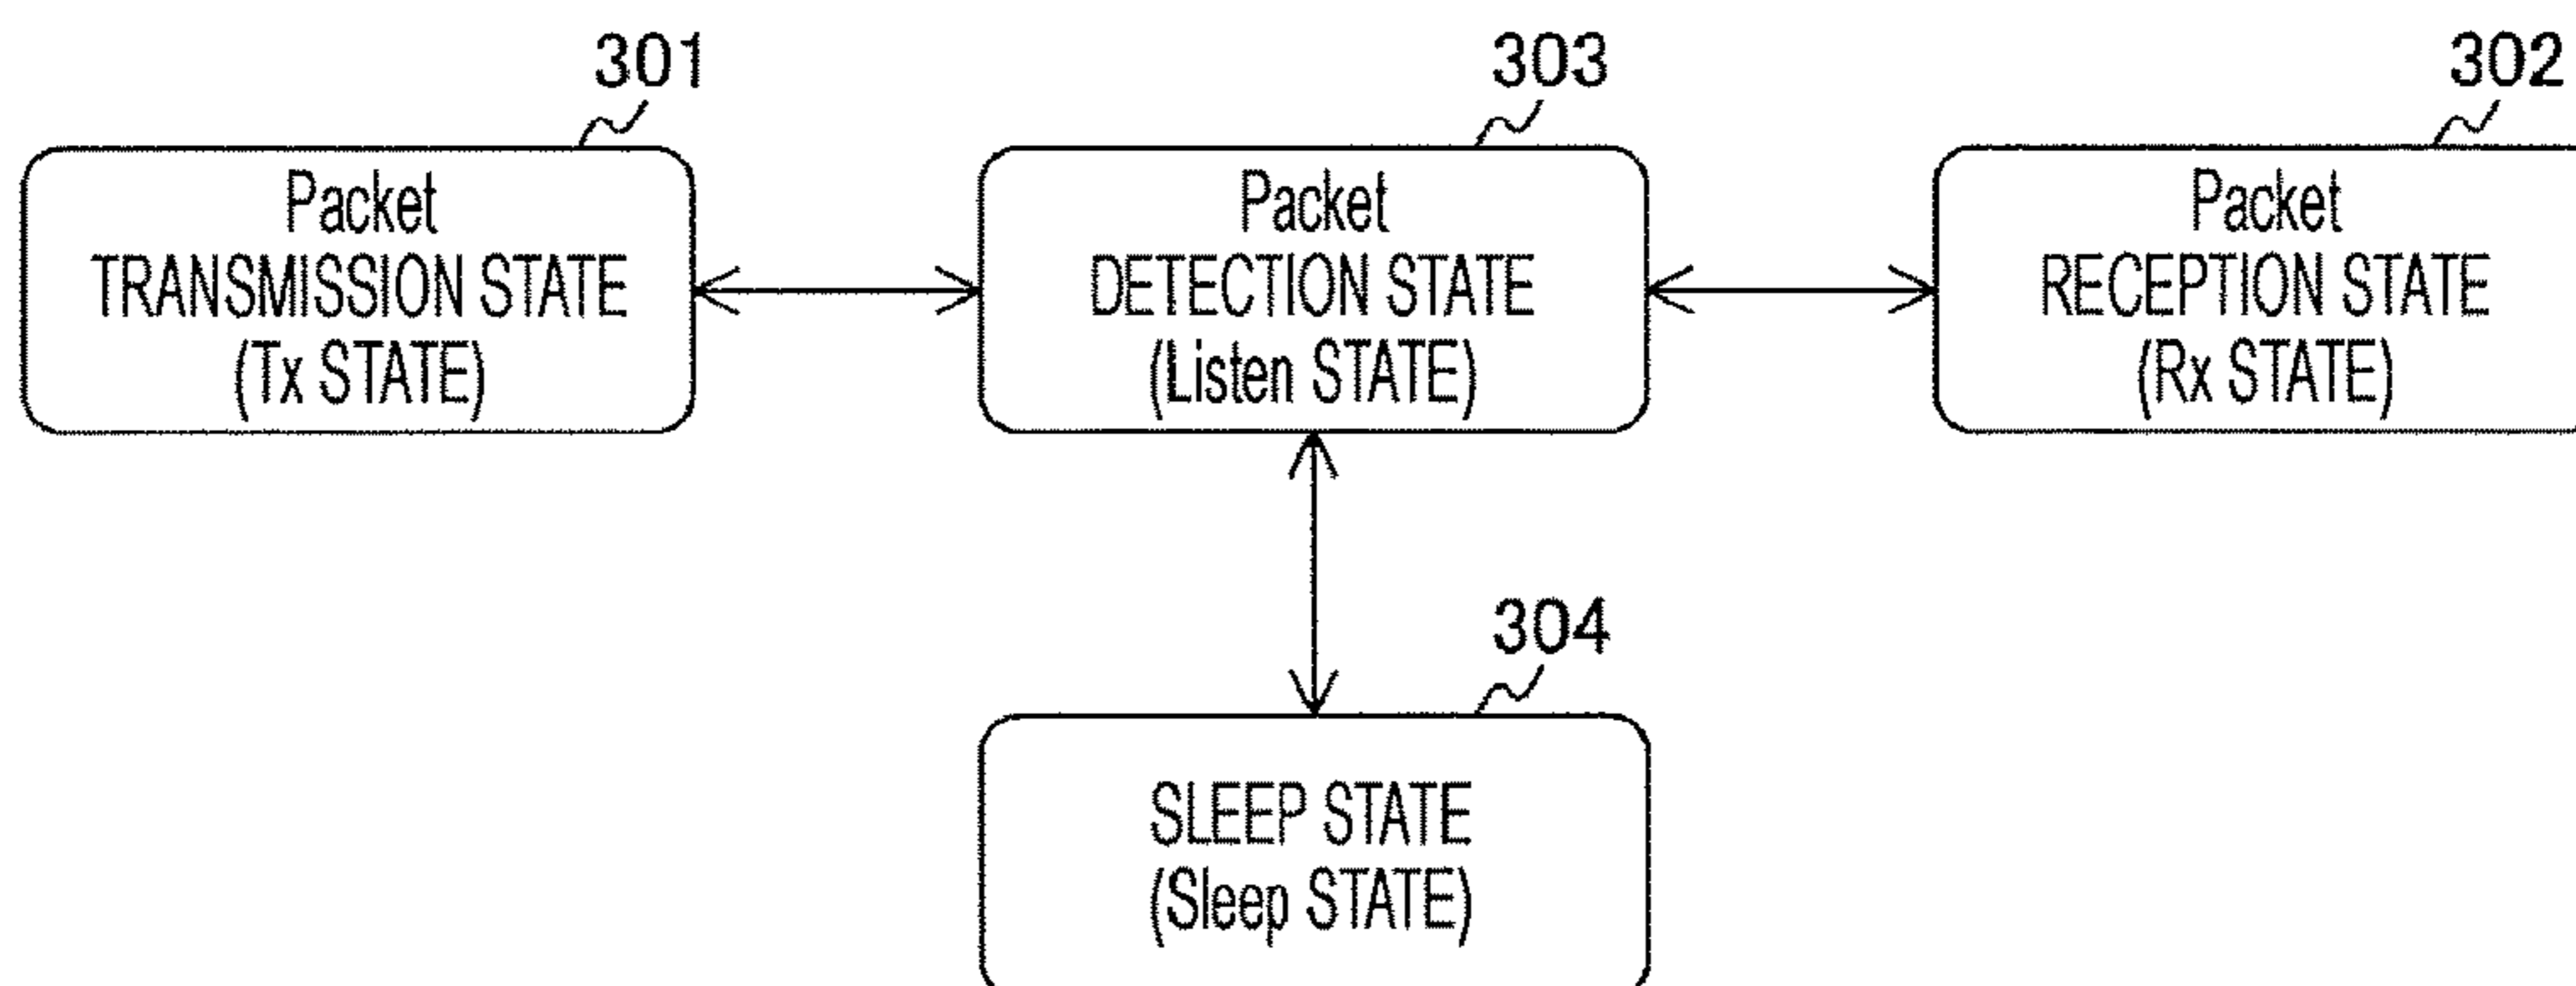 301
Packet
TRANSMISSION STATE
(Tx STATE)
303
Packet
DETECTION STATE
(Listen STATE)
302
Packet
RECEPTION STATE
(Rx STATE)
304
SLEEP STATE
(Sleep STATE)